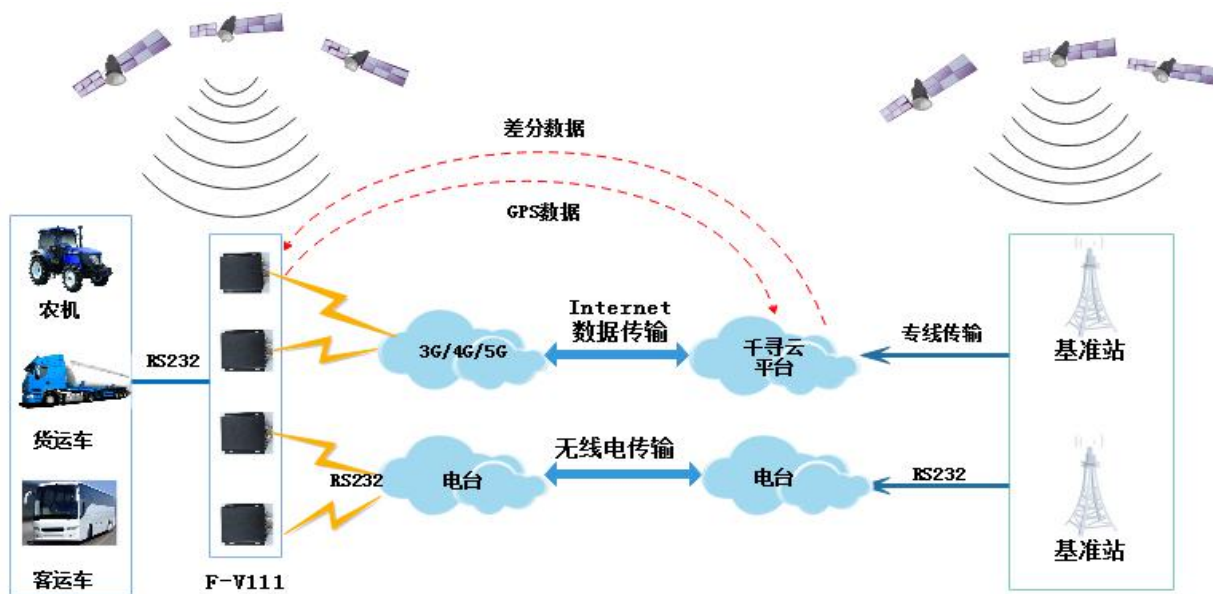 差分数据
GPS数据
农机
RS232
货运车
客运车
F-V111
3G/4G/5G
Internet
数据传输
千寻云
平台
专线传输
基准站
RS232
电台
无线电传输
电台
RS232
基准站